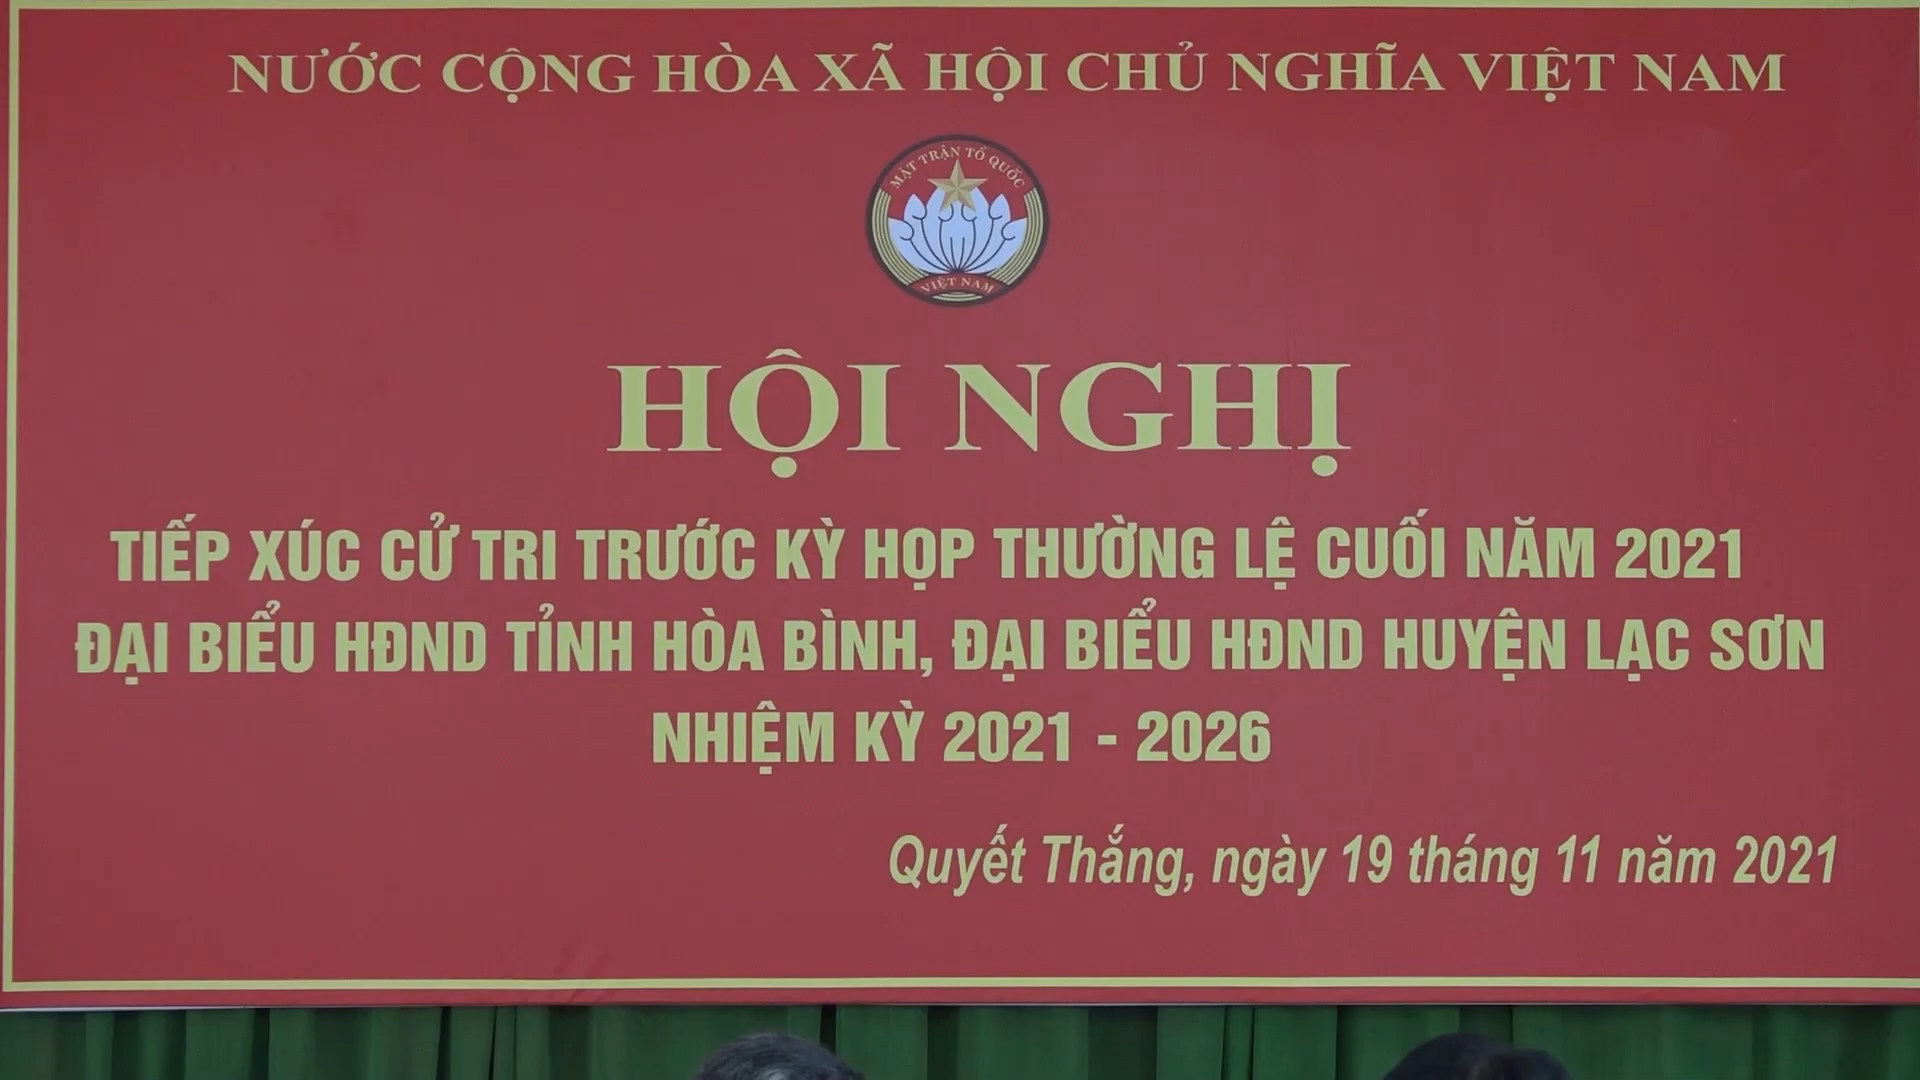 NƯỚC CỘNG HÒA XÃ HỘI CHỦ NGHĨA VIỆT NAM
MẶT TRẬN TỔ QUỐC
VIỆT NAM
HỘI NGHỊ
TIẾP XÚC CỬ TRI TRƯỚC KỲ HỌP THƯỜNG LỆ CUỐI NĂM 2021
ĐẠI BIỂU HĐND TỈNH HÒA BÌNH, ĐẠI BIỂU HĐND HUYỆN LẠC SƠN
NHIỆM KỲ 2021 - 2026
Quyết Thắng, ngày 19 tháng 11 năm 2021